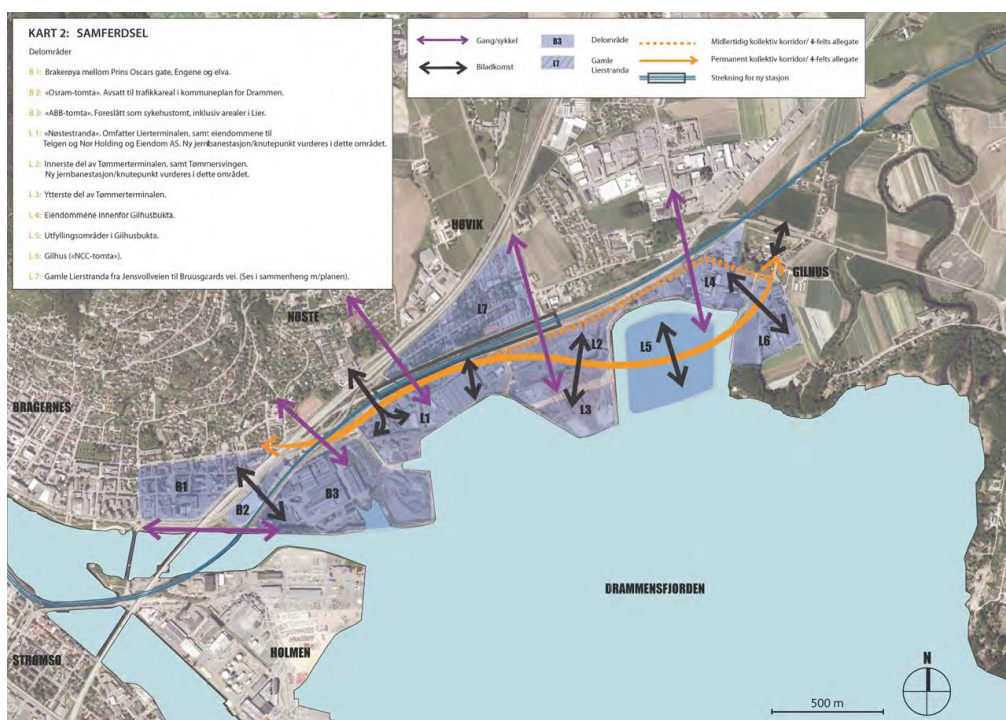 KART 2: SAMFERDSEL
Delområder
B 1: Brakerøya mellom Prins Oscars gate, Engene og elva.
B 2: «Osram-tomta». Avsatt til trafikkareal i kommuneplan for Drammen.
B 3: «ABB-tomta». Foreslått som sykehustomt, inklusiv arealer i Lier.
L 1: «Nøstestranda». Omfatter Lierterminalen, samt eiendommene til
Teigen og Nor Holding og Eiendom AS. Ny jernbanestasjon/knutepunkt vurderes i dette området.
L 2: Innerste del av Tømmerterminalen, samt Tømmersvingen.
Ny jernbanestasjon/knutepunkt vurderes i dette området.
L 3: Ytterste del av Tømmerterminalen.
L 4: Eiendommene innenfor Gilhusbukta.
L 5: Utfyllingsområder i Gilhusbukta.
L 6: Gilhus («NCC-tomta»).
L 7: Gamle Lierstranda fra Jensvollveien til Bruusgaards vei. (Ses i sammenheng m/planen).
Gang/sykkel
Biladkomst
B3
Delområde
L7
Gamle
Lierstranda
Midlertidig kollektiv korridor/ 4-felts allegate
Permanent kollektiv korridor/ 4-felts allegate
Strekning for ny stasjon
HØVIK
GILHUS
L4
L7
NØSTE
L2
L5
L6
L3
L1
BRAGERNES
B1
B3
B2
DRAMMENSFJORDEN
HOLMEN
STRØMSØ
N
500 m